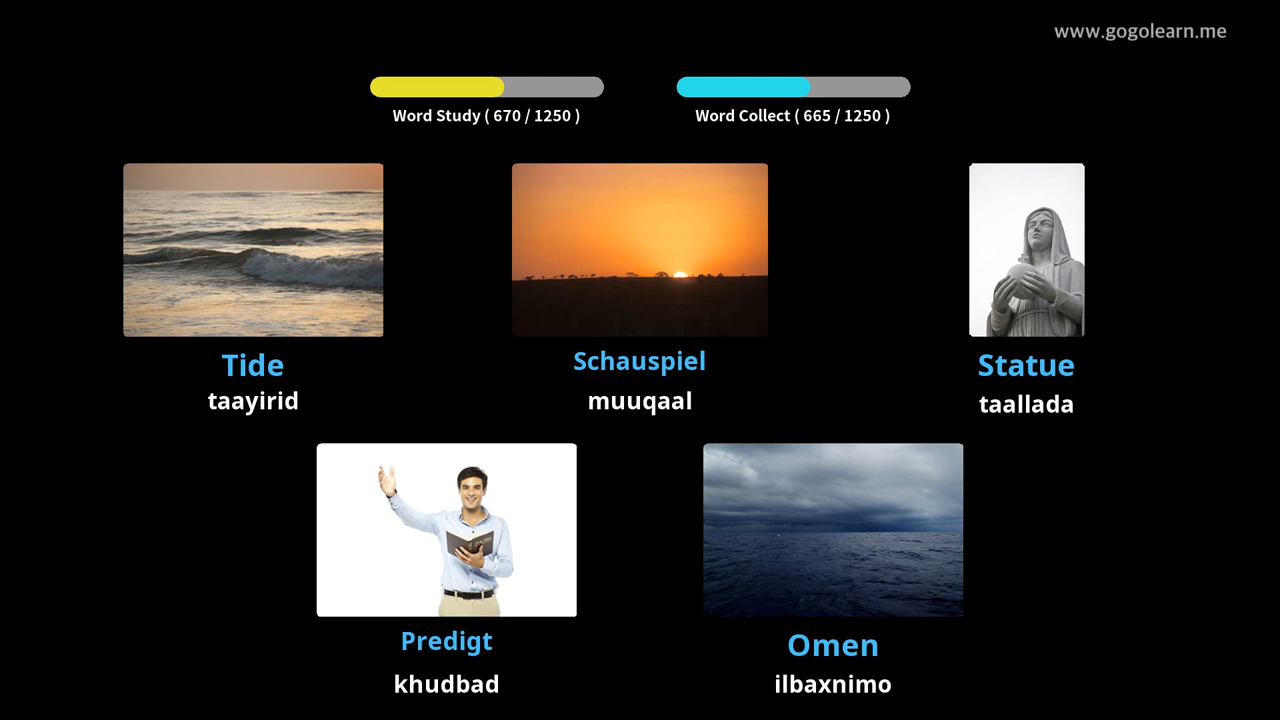 www.gogolearn.me
Word Study ( 670 / 1250 )
Word Collect ( 665 / 1250 )
Tide
taayirid
Schauspiel
muuqaal
Statue
taallada
Predigt
khudbad
Omen
ilbaxnimo